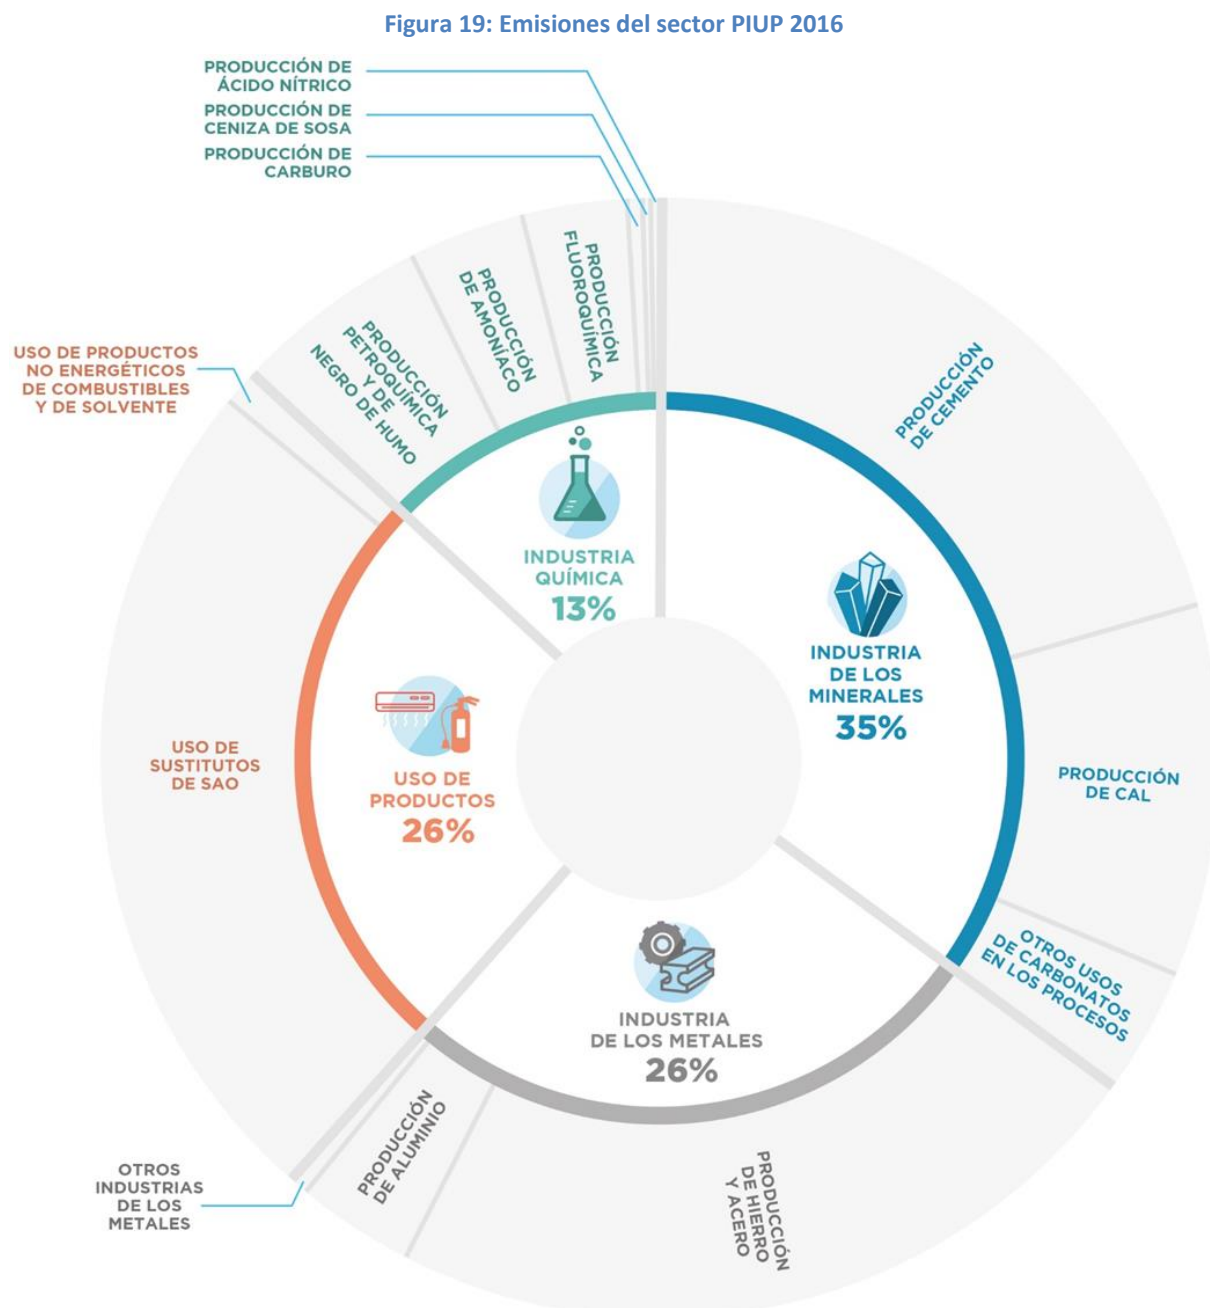 Figura 19: Emisiones del sector PIUP 2016
PRODUCCIÓN DE
ÁCIDO NÍTRICO
PRODUCCIÓN DE
CENIZA DE SOSA
PRODUCCIÓN DE
CARBURO
PRODUCCIÓN
FLUOROQUÍMICA
PRODUCCIÓN
DE AMONÍACO
PRODUCCIÓN
PETROQUÍMICA
Y DE
NEGRO DE HUMO
USO DE PRODUCTOS
NO ENERGÉTICOS
DE COMBUSTIBLES
Y DE SOLVENTE
PRODUCCIÓN
DE CEMENTO
INDUSTRIA
QUÍMICA
13%
INDUSTRIA
DE LOS
MINERALES
35%
USO DE
SUSTITUTOS
DE SAO
USO DE
PRODUCTOS
26%
PRODUCCIÓN
DE CAL
OTROS USOS
DE CARBONATOS
EN LOS PROCESOS
INDUSTRIA
DE LOS METALES
26%
PRODUCCIÓN
DE ALUMINIO
PRODUCCIÓN
DE HIERRO
Y ACERO
OTROS
INDUSTRIAS
DE LOS
METALES